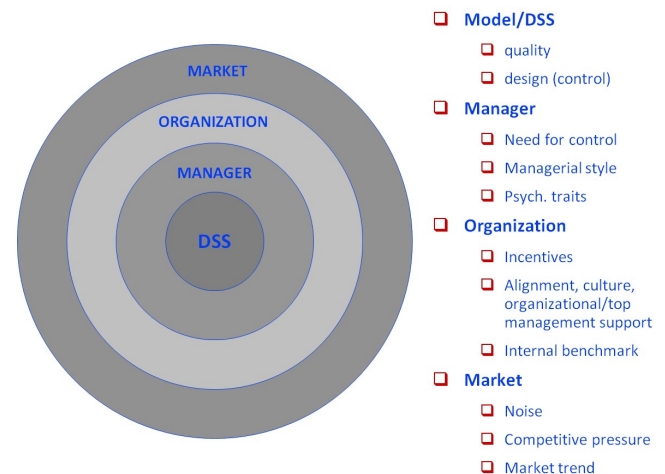 MARKET
ORGANIZATION
MANAGER
DSS
Model/DSS
quality
design (control)
Manager
Need for control
Managerial style
Psych. traits
Organization
Incentives
Alignment, culture,
organizational/top
management support
Internal benchmark
Market
Noise
Competitive pressure
Market trend